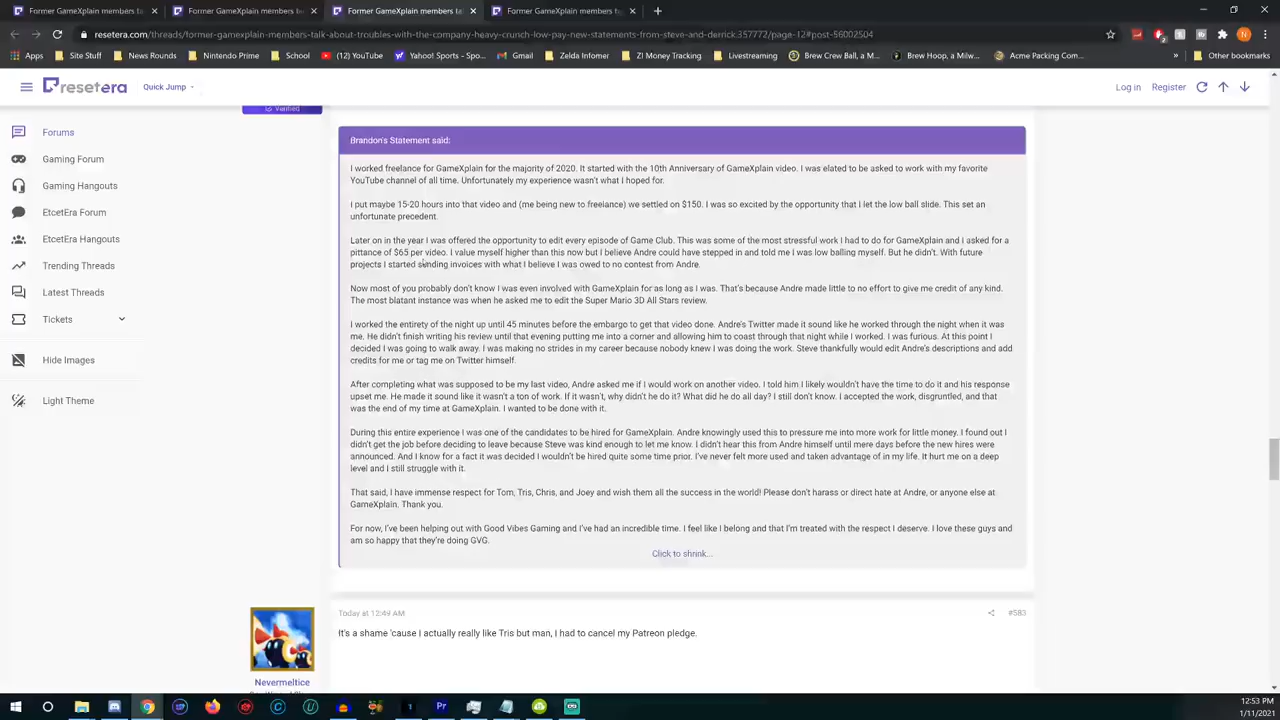 Former GameXplain members ta
Former GameXplain members ta
Former GameXplain members ta
Former GameXplain members ta
resetera.com/threads/former-gamexplain-members-talk-about-troubles-with-the-company-heavy-crunch-low-pay-new-statements-from-steve-and-derrick.357772/page-12#post-56002504
Apps
Site Stuff
News Rounds
Nintendo Prime
Social
(12) YouTube
Yahoo! Sports - Spo...
Gmail
Zelda Infomer
ZI Money Tracking
Livestreaming
Brew Crew Ball, a M...
Brew Hoop, a Milw...
Acme Packing Com...
Other bookmarks
resetera
Quick Jump
Log in
Register
Verified
Forums
Gaming Forum
Gaming Hangouts
EtcetEra Forum
EtcetEra Hangouts
Trending Threads
Latest Threads
Tickets
Hide Images
Light Theme
Brandon's Statement said:
I worked freelance for GameXplain for the majority of 2020. It started with the 10th Anniversary of GameXplain video. I was elated to be asked to work with my favorite
YouTube channel of all time. Unfortunately my experience wasn't what I hoped for.
I put maybe 15-20 hours into that video and (me being new to freelance) we settled on $150. I was so excited by the opportunity that I let the low ball slide. This set an
unfortunate precedent.
Later on in the year I was offered the opportunity to edit every episode of Game Club. This was some of the most stressful work I had to do for GameXplain and i asked for a
pittance of $65 per video. I value myself higher than this now but I believe Andre could have stepped in and told me I was low balling myself. But he didn't. With future
projects I started sending invoices with what I believe I was owed to no contest from Andre.
Now most of you probably don't know I was even involved with GameXplain for as long as I was. That's because Andre made little to no effort to give me credit of any kind.
The most blatant instance was when he asked me to edit the Super Mario 3D All Stars review.
I worked the entirety of the night up until 45 minutes before the embargo to get that video done. Andre's Twitter made it sound like he worked through the night when it was
me. He didn't finish writing his review until that evening putting me into a corner and allowing him to coast through that night while I worked. I was furious. At this point I
decided I was going to walk away. I was making no strides in my career because nobody knew I was doing the work. Steve thankfully would edit Andre's descriptions and add
credits for me or tag me on Twitter himself.
After completing what was supposed to be my last video, Andre asked me if I would work on another video. I told him I likely wouldn't have the time to do it and his response
upset me. He made it sound like it wasn't a ton of work. If it wasn't, why didn't he do it? What did he do all day? I still don't know. I accepted the work, disgruntled, and that
was the end of my time at GameXplain. I wanted to be done with it.
During this entire experience I was one of the candidates to be hired for GameXplain. Andre knowingly used this to pressure me into more work for little money. I found out I
didn't get the job before deciding to leave because Steve was kind enough to let me know. I didn't hear this from Andre himself until mere days before the new hires were
announced. And I know for a fact it was decided I wouldn't be hired quite some time prior. I've never felt more used and taken advantage of in my life. It hurt me on a deep
level and I still struggle with it.
That said, I have immense respect for Tom, Tris, Chris, and Joey and wish them all the success in the world! Please don't harass or direct hate at Andre, or anyone else at
GameXplain. Thank you.
For now, I've been helping out with Good Vibes Gaming and I've had an incredible time. I feel like I belong and that I'm treated with the respect I deserve. I love these guys and
am so happy that they're doing GVG.
Click to shrink...
Today at 12:49 AM
#583
It's a shame 'cause I actually really like Tris but man, I had to cancel my Patreon pledge.
Nevermeltice
12:53 PM
1/11/2021